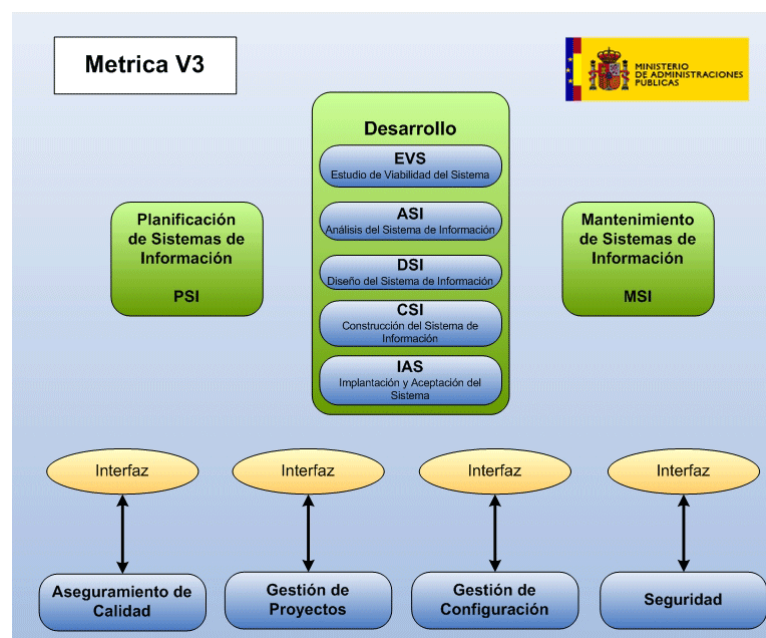 Metrica V3
MINISTERIO
DE ADMINISTRACIONES
PÚBLICAS
Desarrollo
EVS
Estudio de Viabilidad del Sistema
ASI
Análisis del Sistema de Información
DSI
Diseño del Sistema de Información
CSI
Construcción del Sistema de
Información
IAS
Implantación y Aceptación del
Sistema
Planificación
de Sistemas de
Información
PSI
Mantenimiento
de Sistemas de
Información
MSI
Interfaz
Interfaz
Interfaz
Interfaz
Aseguramiento de
Calidad
Gestión de
Proyectos
Gestión de
Configuración
Seguridad